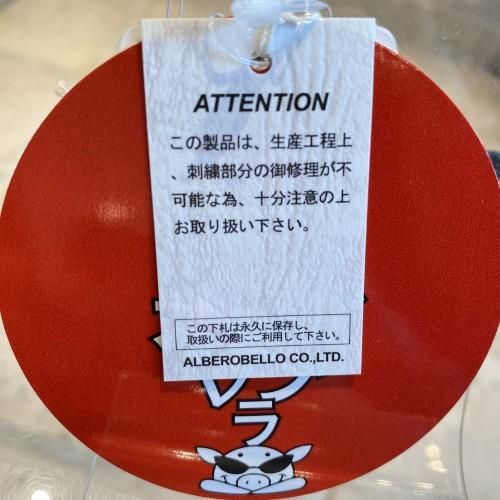 ATTENTION
この製品は、生産工程上
、刺繍部分の御修理が不
可能な為、十分注意の上
お取り扱い下さい。
この下札は永久に保存し、
取扱いの際にご利用して下さい。
ALBEROBELLO CO.,LTD.
ラ